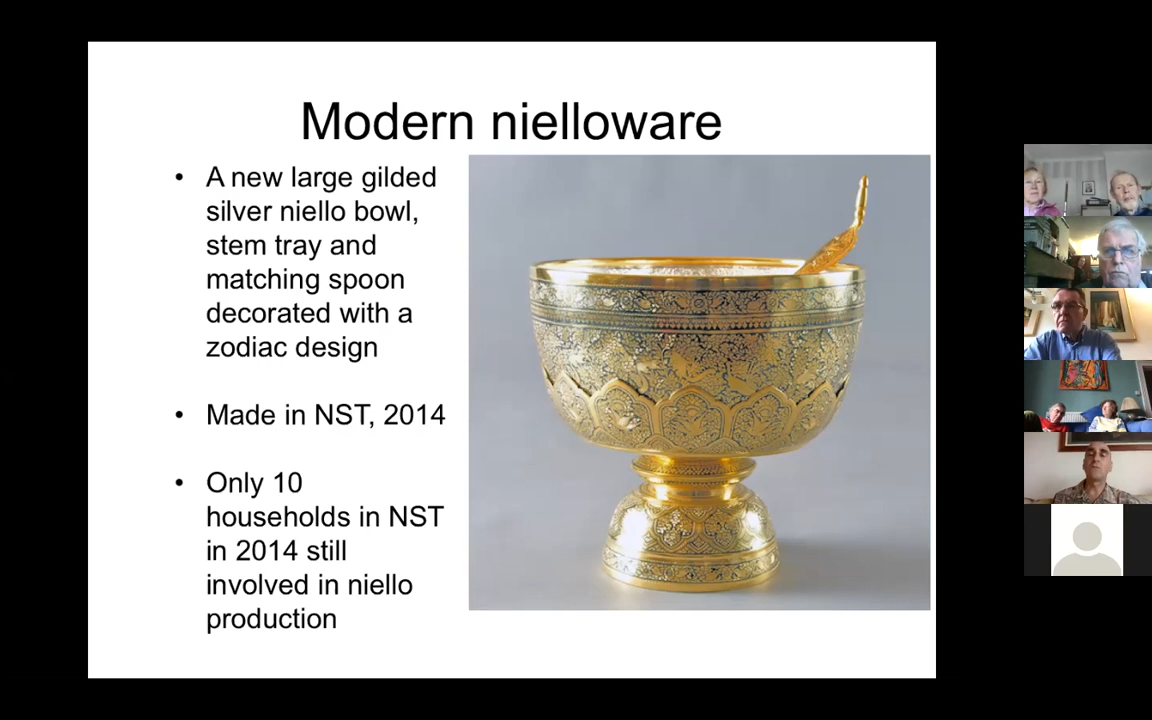 Modern nielloware
• A new large gilded
silver niello bowl,
stem tray and
matching spoon
decorated with a
zodiac design
• Made in NST, 2014
• Only 10
households in NST
in 2014 still
involved in niello
production